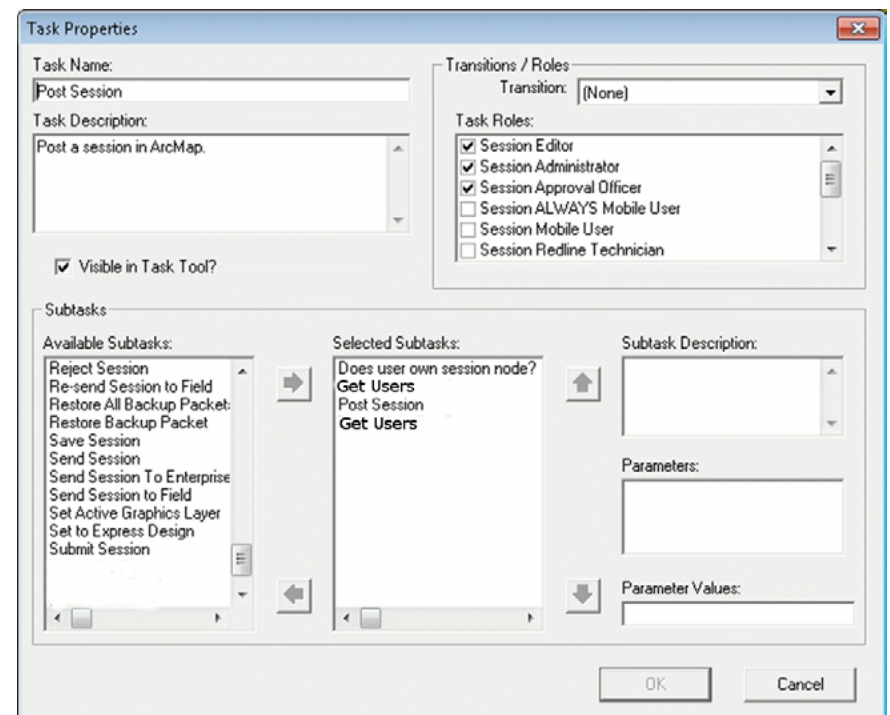 Task Properties
Task Name:
Post Session
Task Description:
Post a session in ArcMap.
Visible in Task Tool?
Transitions / Roles
Transition: (None)
Task Roles:
Session Editor
Session Administrator
Session Approval Officer
Session ALWAYS Mobile User
Session Mobile User
Session Redline Technician
Subtasks
Available Subtasks:
Reject Session
Re-send Session to Field
Restore All Backup Packet
Restore Backup Packet
Save Session
Send Session
Send Session To Enterprise
Send Session to Field
Set Active Graphics Layer
Set to Express Design
Submit Session
Selected Subtasks:
Does user own session node?
Get Users
Post Session
Get Users
Subtask Description:
Parameters:
Parameter Values:
OK
Cancel